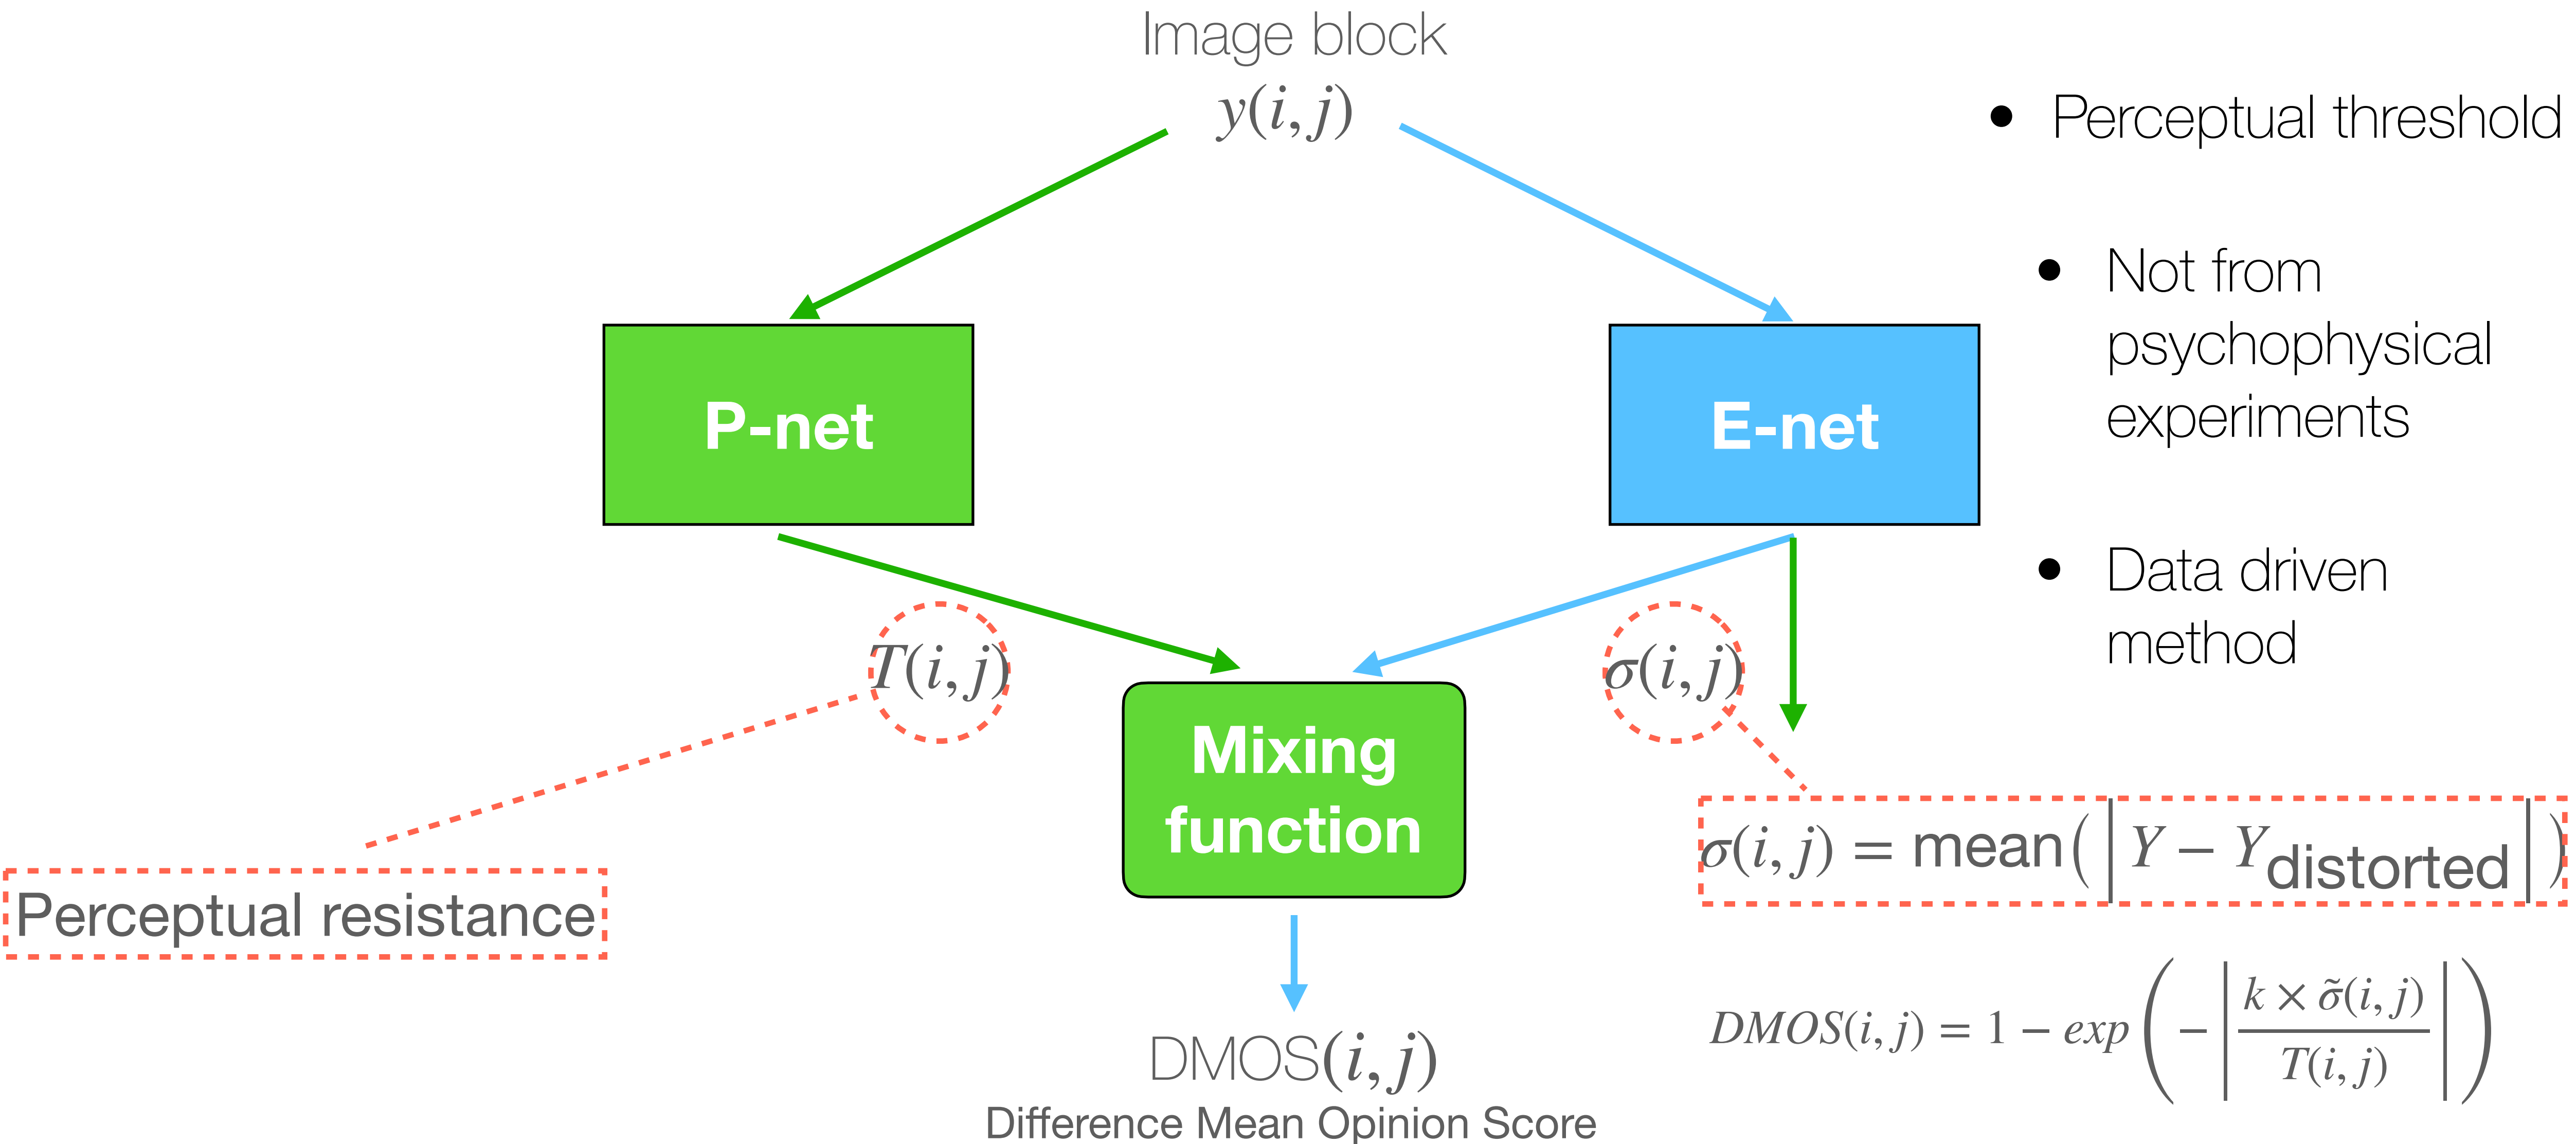 Image block
y(i, j)
• Perceptual threshold
• Not from
psychophysical
experiments
• Data driven
method
P-net
E-net
T(i, j)
σ(i, j)
Mixing
function
Perceptual resistance
σ(i, j) = mean( | Y − Y_distorted | )
DMOS(i, j) = 1 − exp ( − | k × σ̃(i, j) / T(i, j) | )
DMOS(i, j)
Difference Mean Opinion Score